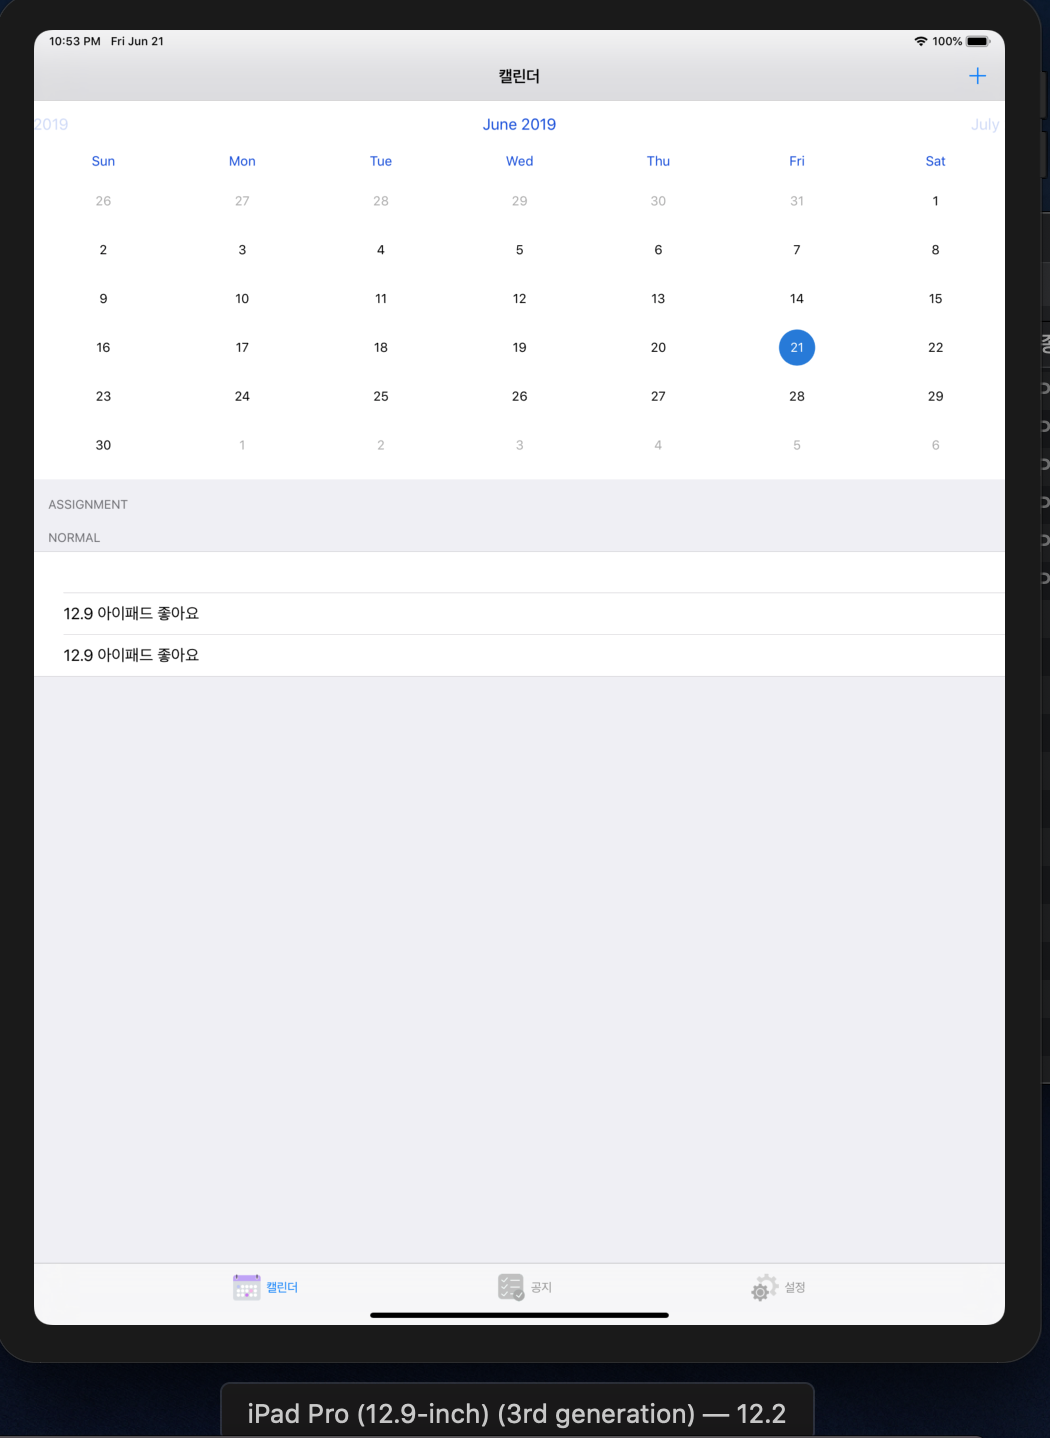 10:53 PM Fri Jun 21 100%
캘린더
2019 June 2019 July
Sun Mon Tue Wed Thu Fri Sat
26 27 28 29 30 31 1
2 3 4 5 6 7 8
9 10 11 12 13 14 15
16 17 18 19 20 21 22
23 24 25 26 27 28 29
30 1 2 3 4 5 6
ASSIGNMENT
NORMAL
12.9 아이패드 좋아요
12.9 아이패드 좋아요
캘린더 공지 설정
iPad Pro (12.9-inch) (3rd generation) — 12.2